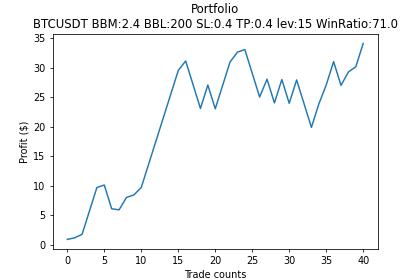 Portfolio
BTCUSDT BBM:2.4 BBL:200 SL:0.4 TP:0.4 lev:15 WinRatio:71.0
35
30
25
20
15
10
5
0
Profit ($)
0 5 10 15 20 25 30 35 40
Trade counts